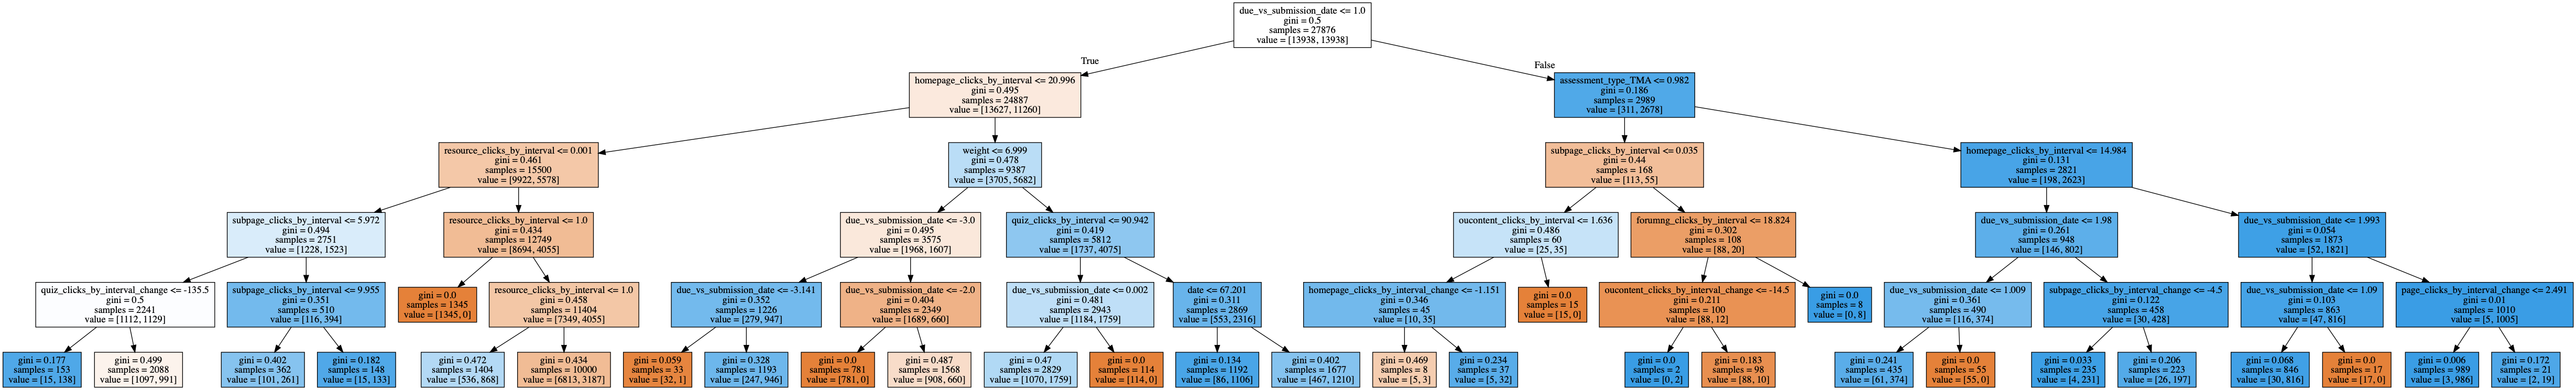 due_vs_submission_date <= 1.0
gini = 0.5
samples = 27876
value = [13938, 13938]
True
False
homepage_clicks_by_interval <= 20.996
gini = 0.495
samples = 24887
value = [13627, 11260]
assessment_type_TMA <= 0.982
gini = 0.186
samples = 2989
value = [311, 2678]
resource_clicks_by_interval <= 0.001
gini = 0.461
samples = 15500
value = [9922, 5578]
weight <= 6.999
gini = 0.478
samples = 9387
value = [3705, 5682]
subpage_clicks_by_interval <= 0.035
gini = 0.44
samples = 168
value = [113, 55]
homepage_clicks_by_interval <= 14.984
gini = 0.131
samples = 2821
value = [198, 2623]
subpage_clicks_by_interval <= 5.972
gini = 0.494
samples = 2751
value = [1228, 1523]
resource_clicks_by_interval <= 1.0
gini = 0.434
samples = 12749
value = [8694, 4055]
due_vs_submission_date <= -3.0
gini = 0.495
samples = 3575
value = [1968, 1607]
quiz_clicks_by_interval <= 90.942
gini = 0.419
samples = 5812
value = [1737, 4075]
oucontent_clicks_by_interval <= 1.636
gini = 0.486
samples = 60
value = [25, 35]
forumng_clicks_by_interval <= 18.824
gini = 0.302
samples = 108
value = [88, 20]
due_vs_submission_date <= 1.98
gini = 0.261
samples = 948
value = [146, 802]
due_vs_submission_date <= 1.993
gini = 0.054
samples = 1873
value = [52, 1821]
quiz_clicks_by_interval_change <= -135.5
gini = 0.5
samples = 2241
value = [1112, 1129]
subpage_clicks_by_interval <= 9.955
gini = 0.351
samples = 510
value = [116, 394]
gini = 0.0
samples = 1345
value = [1345, 0]
resource_clicks_by_interval <= 1.0
gini = 0.458
samples = 11404
value = [7349, 4055]
due_vs_submission_date <= -3.141
gini = 0.352
samples = 1226
value = [279, 947]
due_vs_submission_date <= -2.0
gini = 0.404
samples = 2349
value = [1689, 660]
due_vs_submission_date <= 0.002
gini = 0.481
samples = 2943
value = [1184, 1759]
date <= 67.201
gini = 0.311
samples = 2869
value = [553, 2316]
homepage_clicks_by_interval_change <= -1.151
gini = 0.346
samples = 45
value = [10, 35]
gini = 0.0
samples = 15
value = [15, 0]
oucontent_clicks_by_interval_change <= -14.5
gini = 0.211
samples = 100
value = [88, 12]
gini = 0.0
samples = 8
value = [0, 8]
due_vs_submission_date <= 1.009
gini = 0.361
samples = 490
value = [116, 374]
subpage_clicks_by_interval_change <= -4.5
gini = 0.122
samples = 458
value = [30, 428]
due_vs_submission_date <= 1.09
gini = 0.103
samples = 863
value = [47, 816]
page_clicks_by_interval_change <= 2.491
gini = 0.01
samples = 1010
value = [5, 1005]
gini = 0.177
samples = 153
value = [15, 138]
gini = 0.499
samples = 2088
value = [1097, 991]
gini = 0.402
samples = 362
value = [101, 261]
gini = 0.182
samples = 148
value = [15, 133]
gini = 0.472
samples = 1404
value = [536, 868]
gini = 0.434
samples = 10000
value = [6813, 3187]
gini = 0.059
samples = 33
value = [32, 1]
gini = 0.328
samples = 1193
value = [247, 946]
gini = 0.0
samples = 781
value = [781, 0]
gini = 0.487
samples = 1568
value = [908, 660]
gini = 0.47
samples = 2829
value = [1070, 1759]
gini = 0.0
samples = 114
value = [114, 0]
gini = 0.134
samples = 1192
value = [86, 1106]
gini = 0.402
samples = 1677
value = [467, 1210]
gini = 0.469
samples = 8
value = [5, 3]
gini = 0.234
samples = 37
value = [5, 32]
gini = 0.0
samples = 2
value = [0, 2]
gini = 0.183
samples = 98
value = [88, 10]
gini = 0.241
samples = 435
value = [61, 374]
gini = 0.0
samples = 55
value = [55, 0]
gini = 0.033
samples = 235
value = [4, 231]
gini = 0.206
samples = 223
value = [26, 197]
gini = 0.068
samples = 846
value = [30, 816]
gini = 0.0
samples = 17
value = [17, 0]
gini = 0.006
samples = 989
value = [3, 986]
gini = 0.172
samples = 21
value = [2, 19]